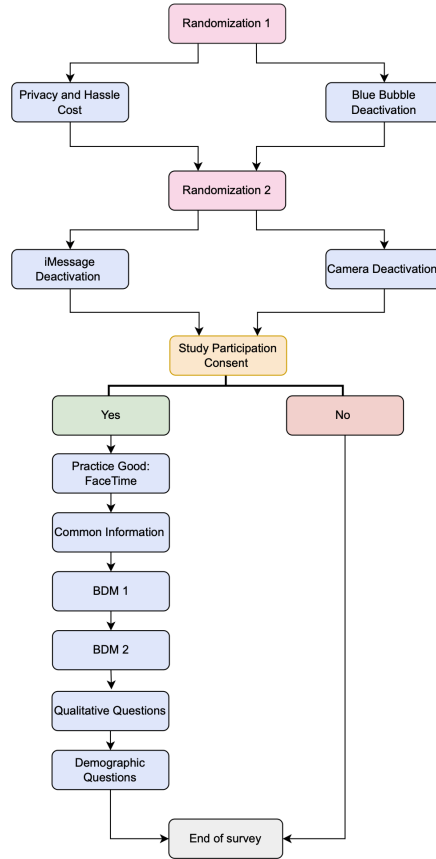 Randomization 1
Privacy and Hassle
Cost
Blue Bubble
Deactivation
Randomization 2
iMessage
Deactivation
Camera Deactivation
Study Participation
Consent
Yes
No
Practice Good:
FaceTime
Common Information
BDM 1
BDM 2
Qualitative Questions
Demographic
Questions
End of survey